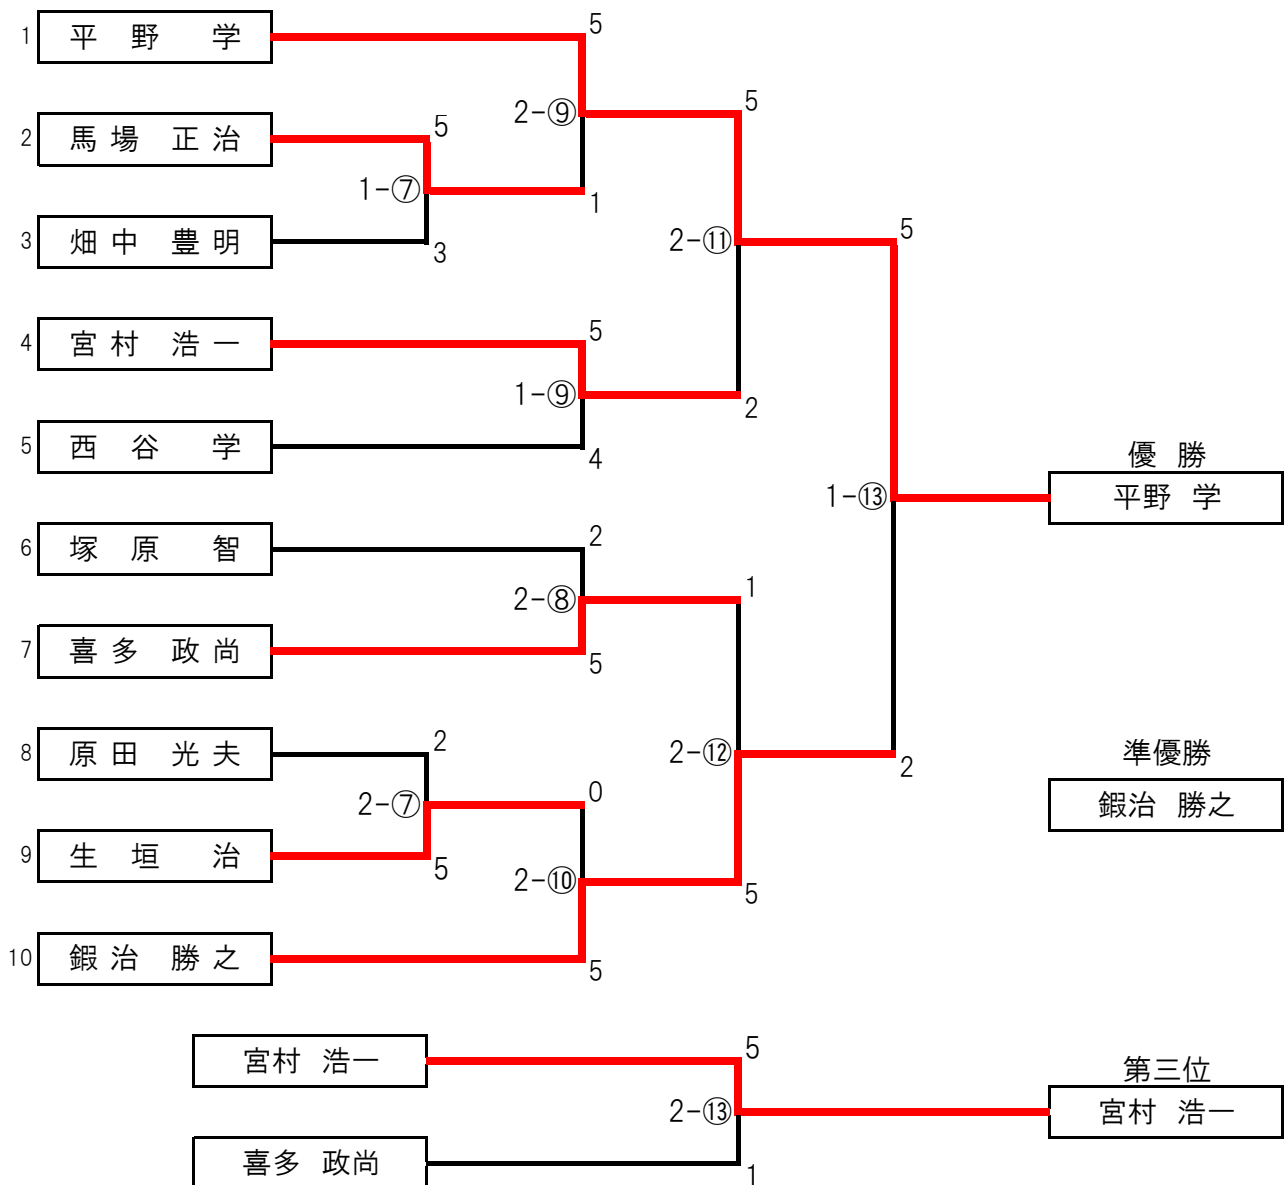 1 平 野 学
5
2-⑨
5
2 馬 場 正 治
5
1-⑦
1
3 畑 中 豊 明
3
2-⑪
5
4 宮 村 浩 一
5
1-⑨
2
5 西 谷 学
4
優 勝
1-⑬
平野 学
6 塚 原 智
2
2-⑧
1
7 喜 多 政 尚
5
8 原 田 光 夫
2
2-⑫
2
準優勝
2-⑦
0
鍜治 勝之
9 生 垣 治
5
2-⑩
5
10 鍜 治 勝 之
5
宮村 浩一
5
第三位
2-⑬
宮村 浩一
喜多 政尚
1